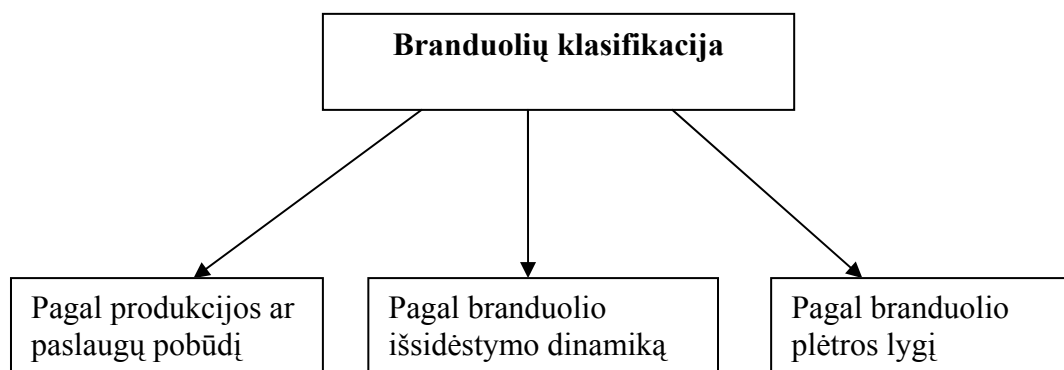 Branduolių klasifikacija
Pagal produkcijos ar
paslaugų pobūdį
Pagal branduolio
išsidėstymo dinamiką
Pagal branduolio
plėtros lygį